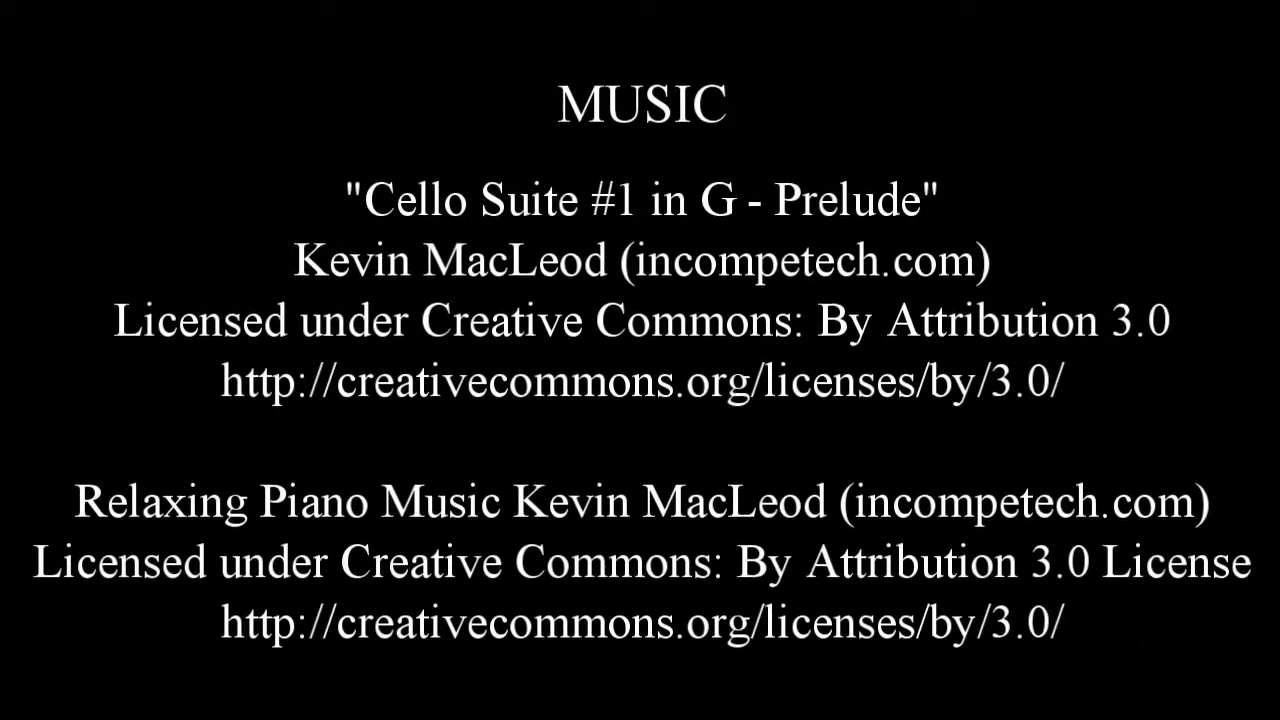 MUSIC
"Cello Suite #1 in G - Prelude"
Kevin MacLeod (incompetech.com)
Licensed under Creative Commons: By Attribution 3.0
http://creativecommons.org/licenses/by/3.0/
Relaxing Piano Music Kevin MacLeod (incompetech.com)
Licensed under Creative Commons: By Attribution 3.0 License
http://creativecommons.org/licenses/by/3.0/